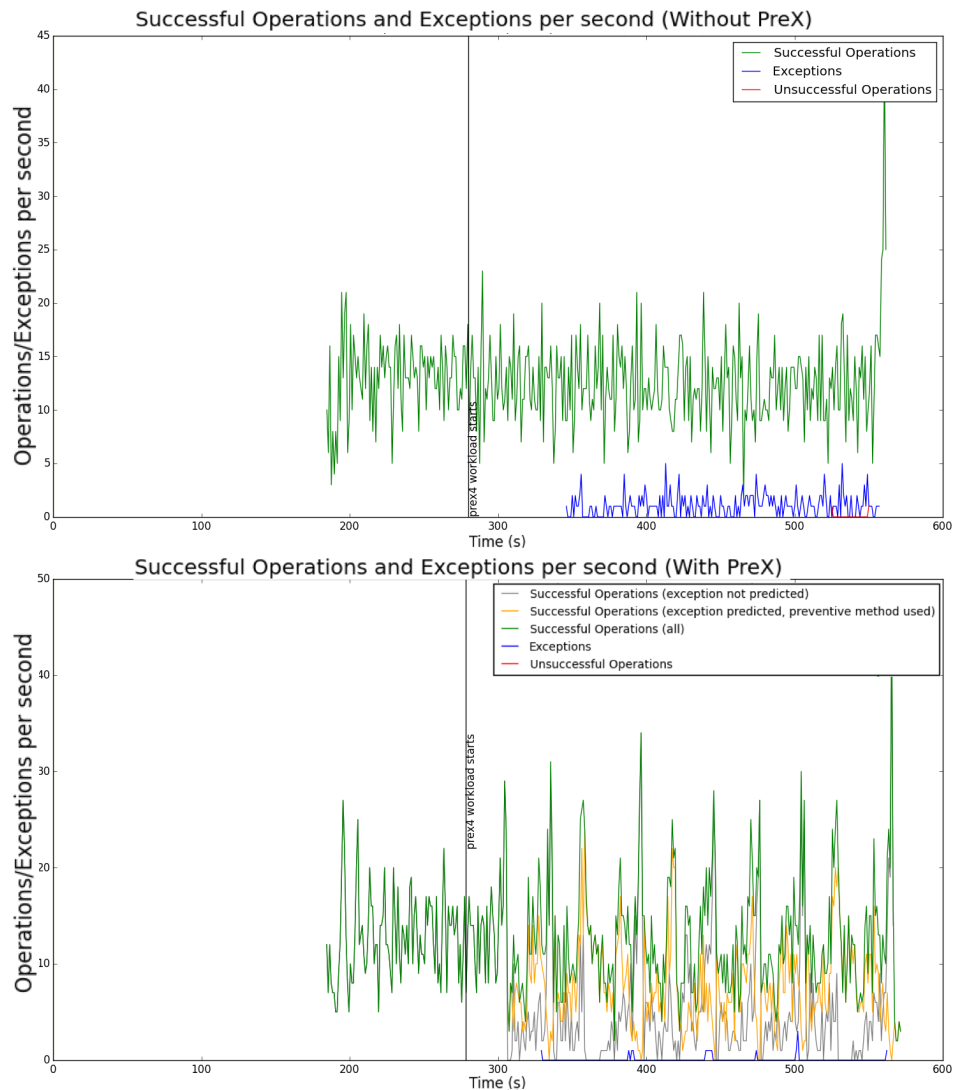 Successful Operations and Exceptions per second (Without PreX)
45
40
35
30
25
20
15
10
5
0
Operations/Exceptions per second
Successful Operations
Exceptions
Unsuccessful Operations
prex4 workload starts
0 100 200 300 400 500 600
Time (s)
Successful Operations and Exceptions per second (With PreX)
50
40
30
20
10
0
Operations/Exceptions per second
Successful Operations (exception not predicted)
Successful Operations (exception predicted, preventive method used)
Successful Operations (all)
Exceptions
Unsuccessful Operations
prex4 workload starts
0 100 200 300 400 500 600
Time (s)